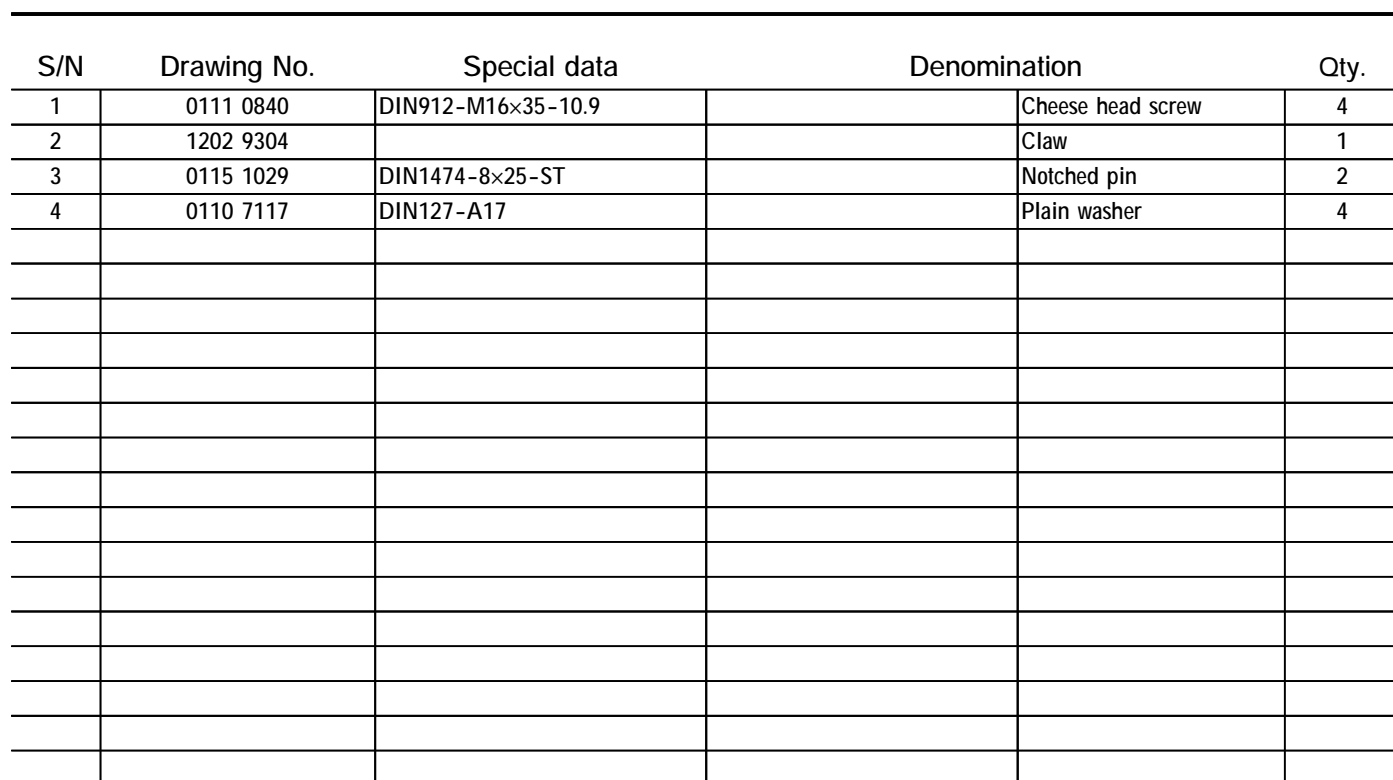 S/N Drawing No. Special data Denomination Qty.
1 0111 0840 DIN912-M16×35-10.9 Cheese head screw 4
2 1202 9304 Claw 1
3 0115 1029 DIN1474-8×25-ST Notched pin 2
4 0110 7117 DIN127-A17 Plain washer 4